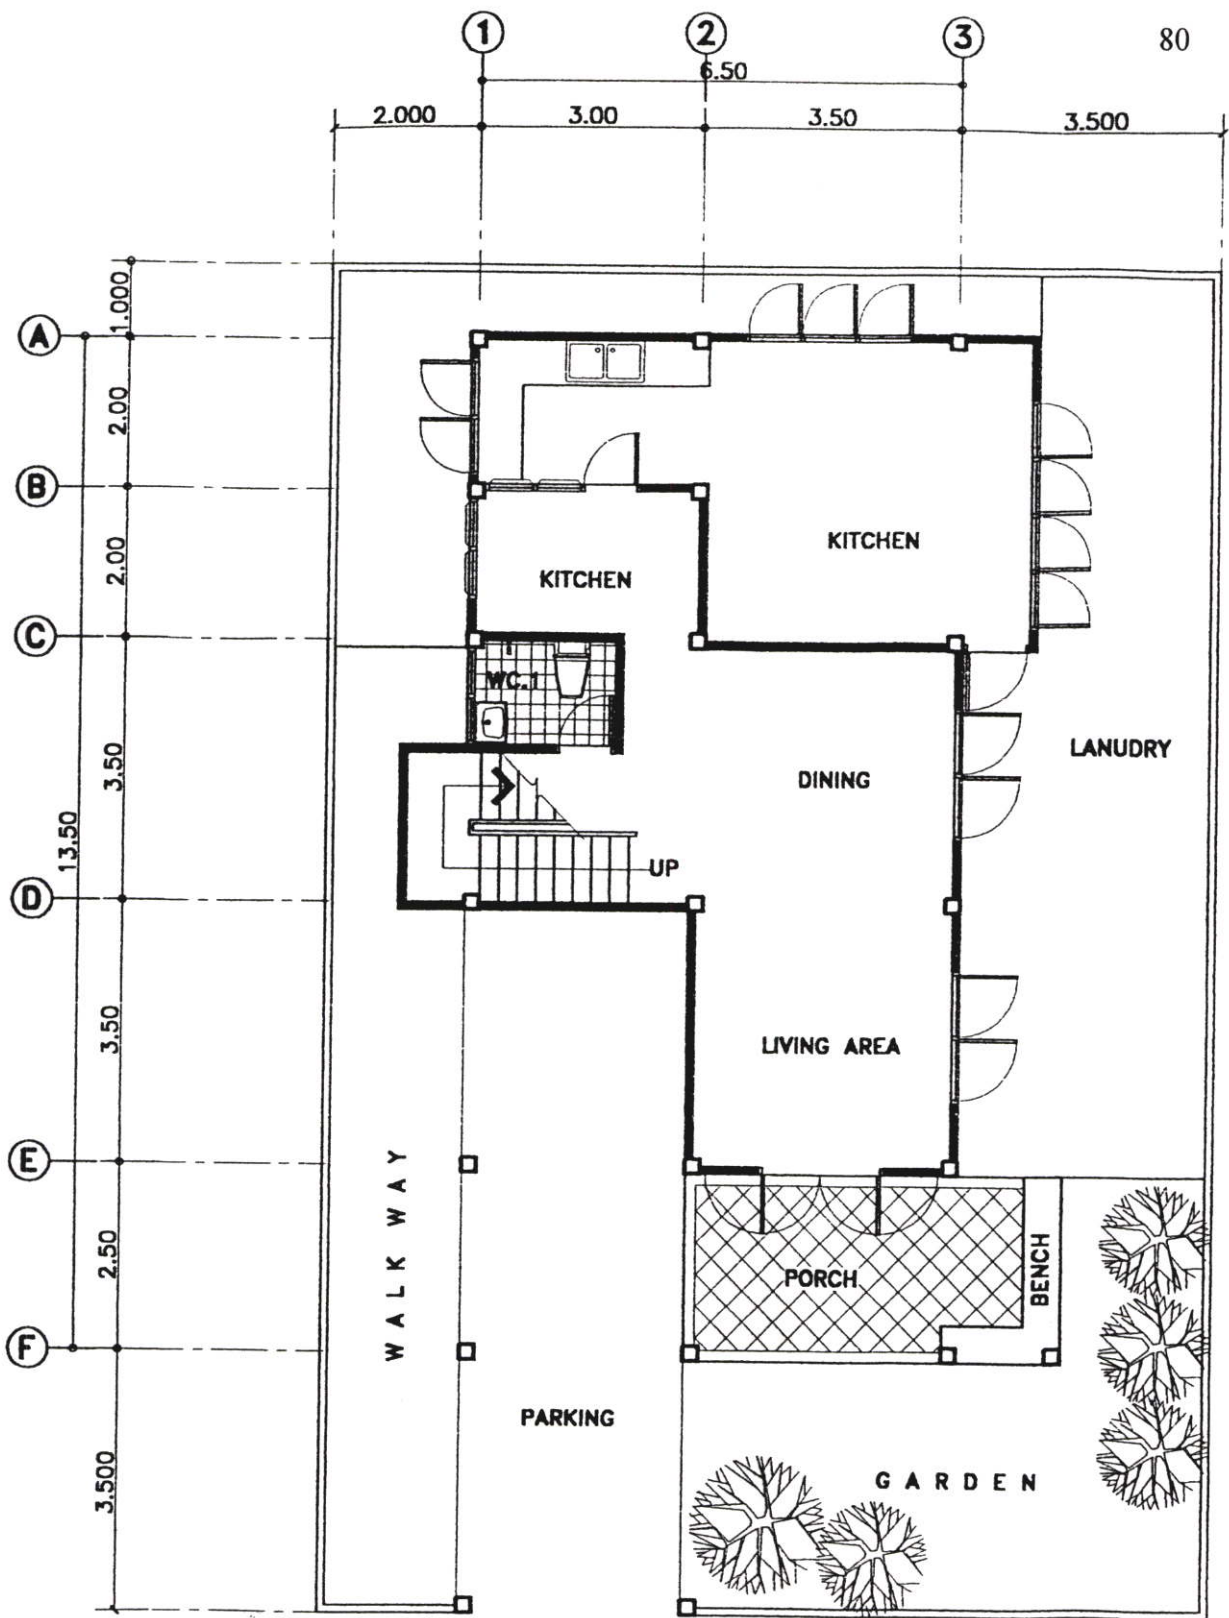 1
2
3
80
6.50
2.000
3.00
3.50
3.500
1.000
A
2.00
B
KITCHEN
2.00
KITCHEN
C
WC.1
3.50
LANUDRY
DINING
13.50
UP
D
3.50
LIVING AREA
E
WALK WAY
2.50
BENCH
PORCH
F
PARKING
3.500
GARDEN